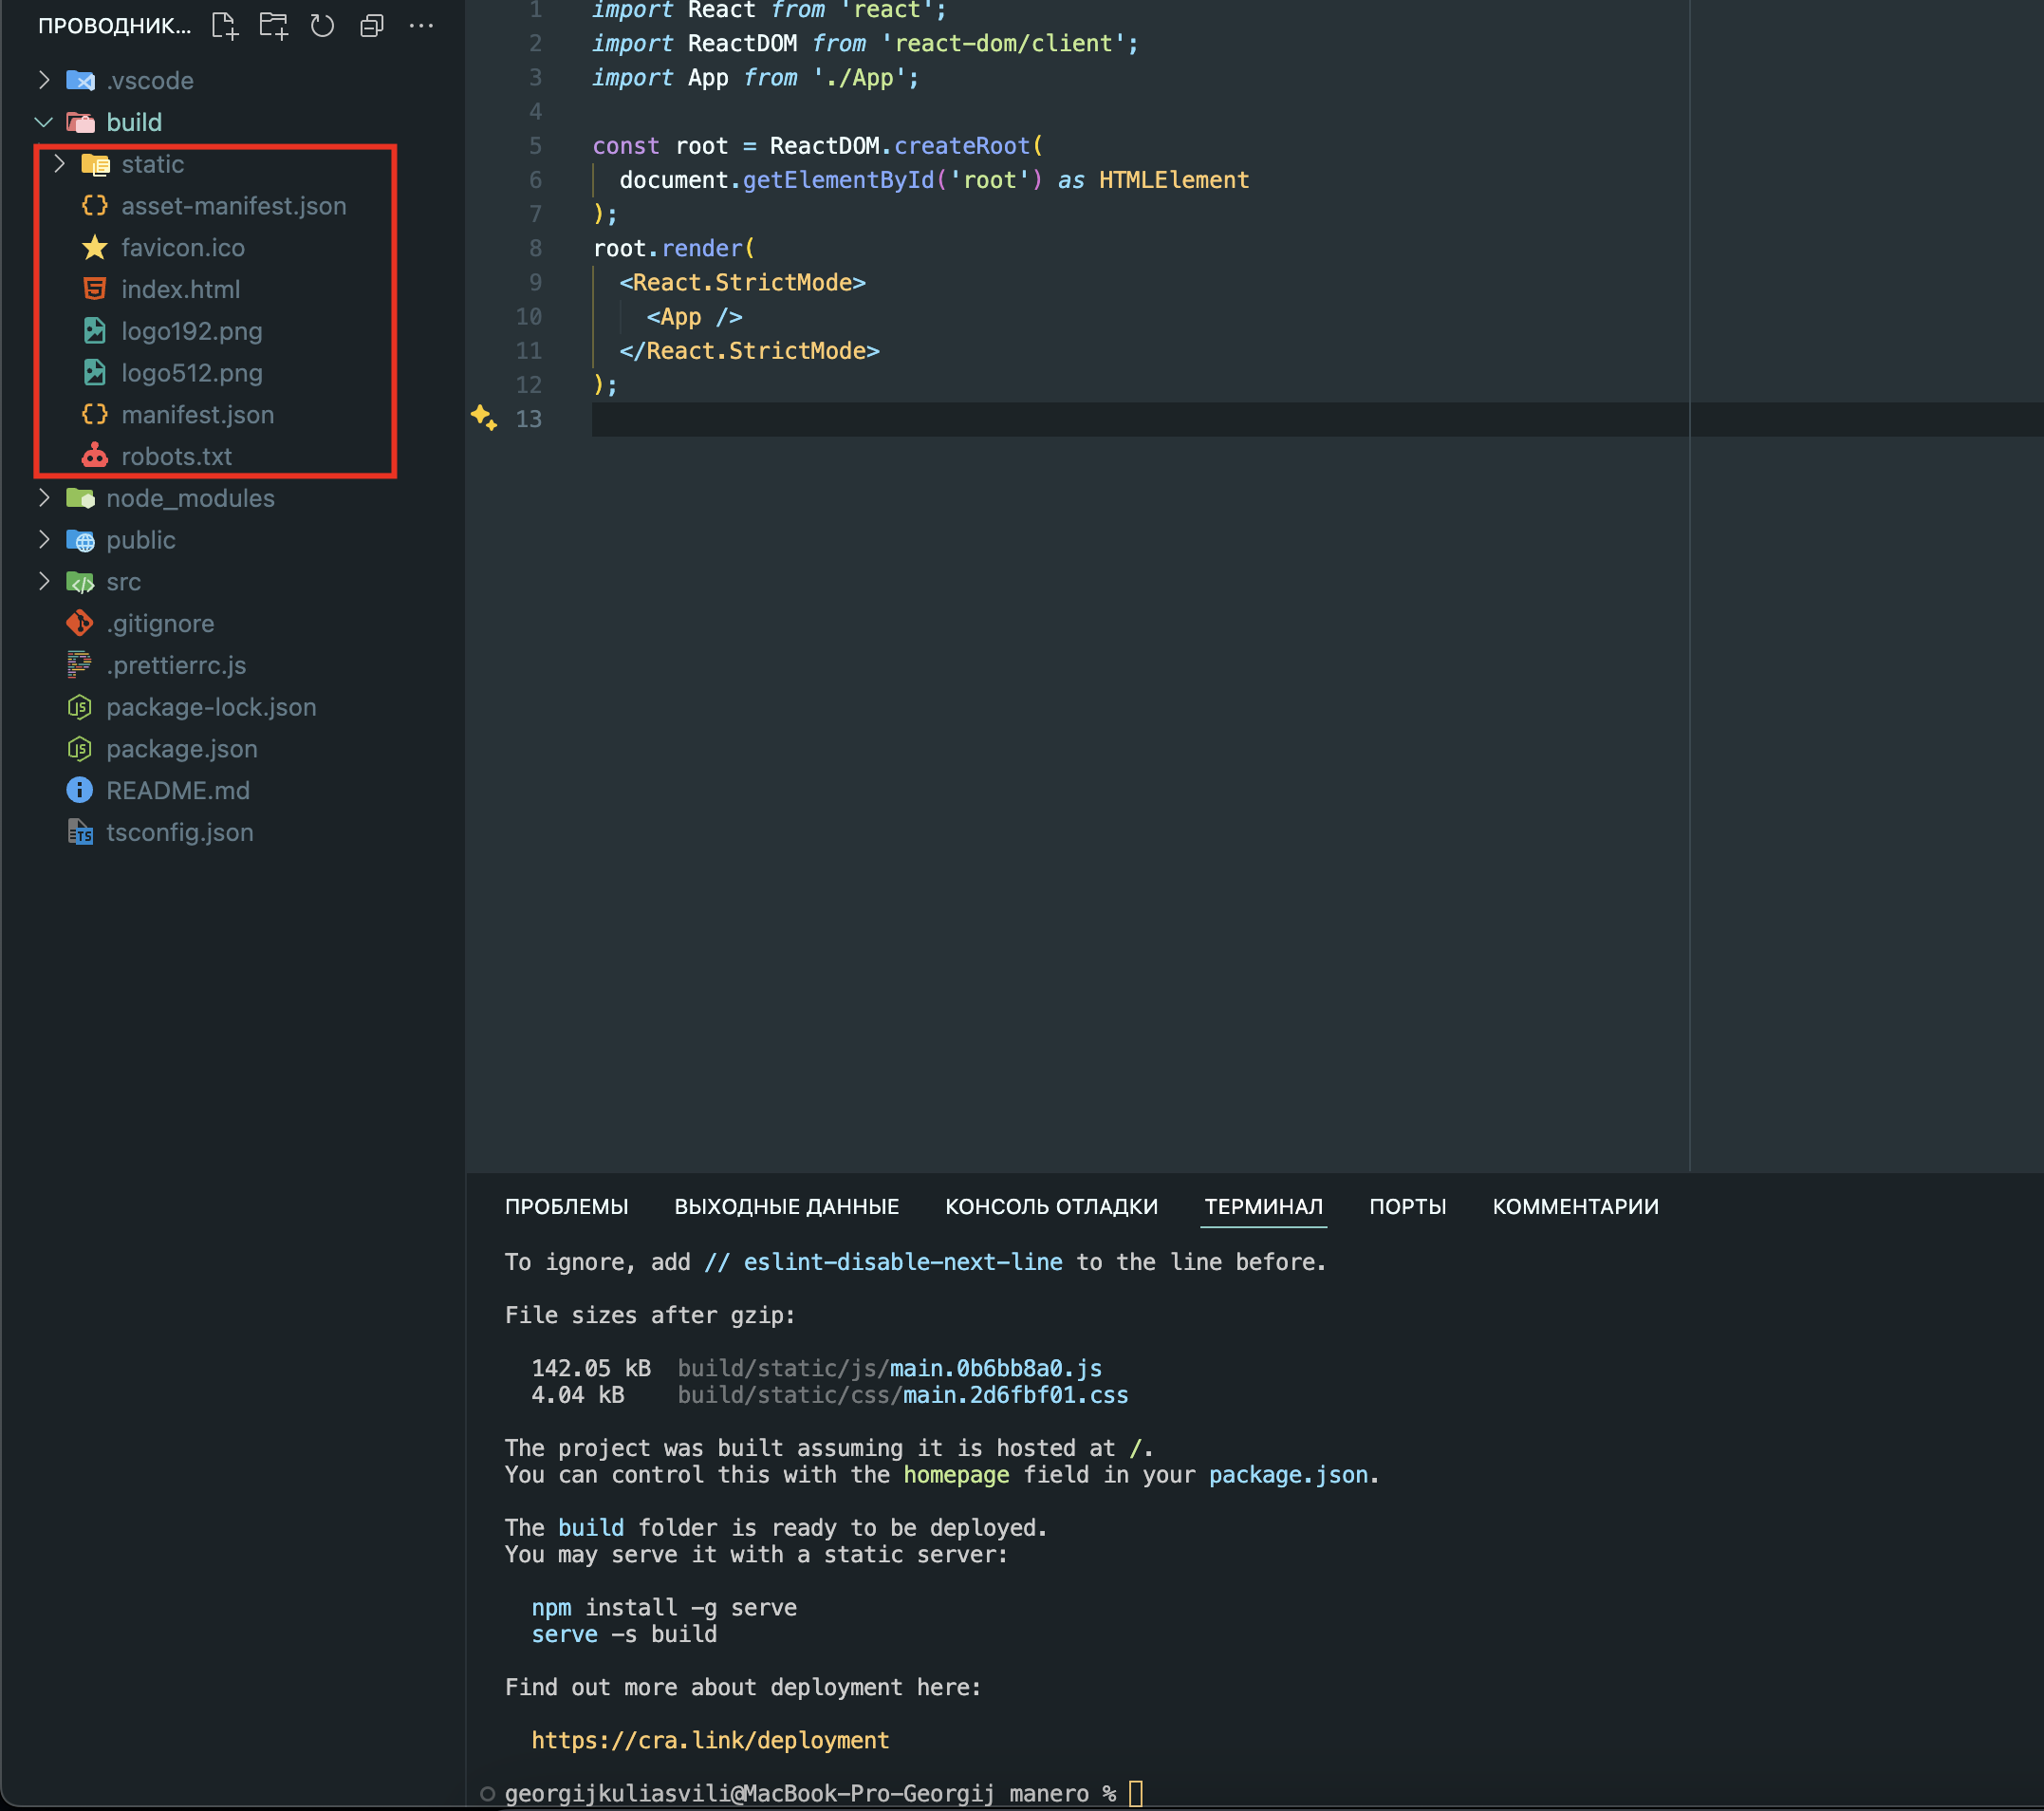 ПРОВОДНИК...
.vscode
build
static
asset-manifest.json
favicon.ico
index.html
logo192.png
logo512.png
manifest.json
robots.txt
node_modules
public
src
.gitignore
.prettierrc.js
package-lock.json
package.json
README.md
tsconfig.json
1 import React from 'react';
2 import ReactDOM from 'react-dom/client';
3 import App from './App';
4
5 const root = ReactDOM.createRoot(
6 document.getElementById('root') as HTMLElement
7 );
8 root.render(
9 <React.StrictMode>
10 <App />
11 </React.StrictMode>
12 );
13
ПРОБЛЕМЫ ВЫХОДНЫЕ ДАННЫЕ КОНСОЛЬ ОТЛАДКИ ТЕРМИНАЛ ПОРТЫ КОММЕНТАРИИ
To ignore, add // eslint-disable-next-line to the line before.
File sizes after gzip:
142.05 kB build/static/js/main.0b6bb8a0.js
4.04 kB build/static/css/main.2d6fbf01.css
The project was built assuming it is hosted at /.
You can control this with the homepage field in your package.json.
The build folder is ready to be deployed.
You may serve it with a static server:
npm install -g serve
serve -s build
Find out more about deployment here:
https://cra.link/deployment
georgijkuliasvili@MacBook-Pro-Georgij manero %